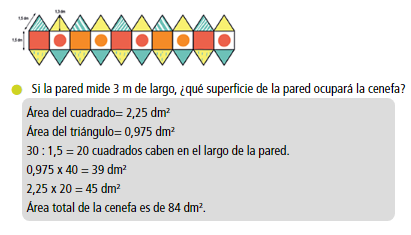 1,5 dm
1,5 dm
1,5 dm
Si la pared mide 3 m de largo, ¿qué superficie de la pared ocupará la cenefa?
Área del cuadrado= 2,25 dm²
Área del triángulo= 0,975 dm²
30 : 1,5 = 20 cuadrados caben en el largo de la pared.
0,975 x 40 = 39 dm²
2,25 x 20 = 45 dm²
Área total de la cenefa es de 84 dm².